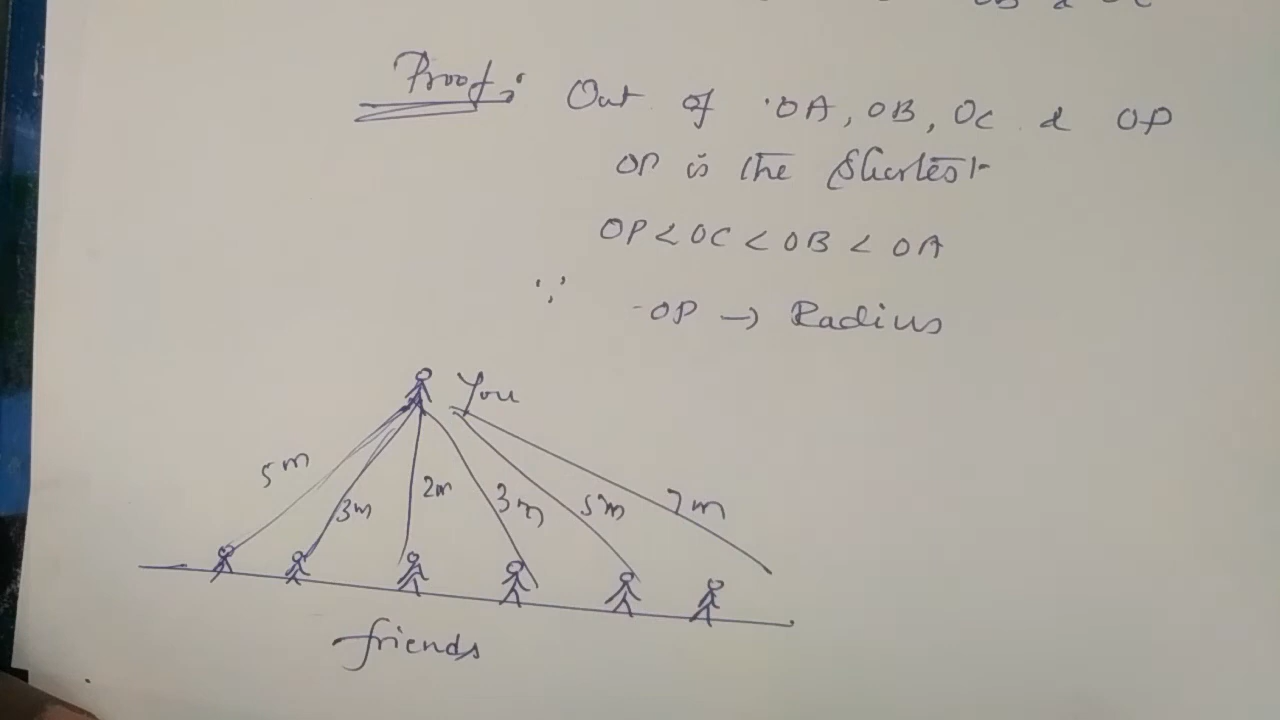 Proof: Out of OA, OB, OC & OP
OP is the Shortest
OP < OC < OB < OA
∵ OP → Radius
You
5m
3m
2m
3m
5m
7m
friends